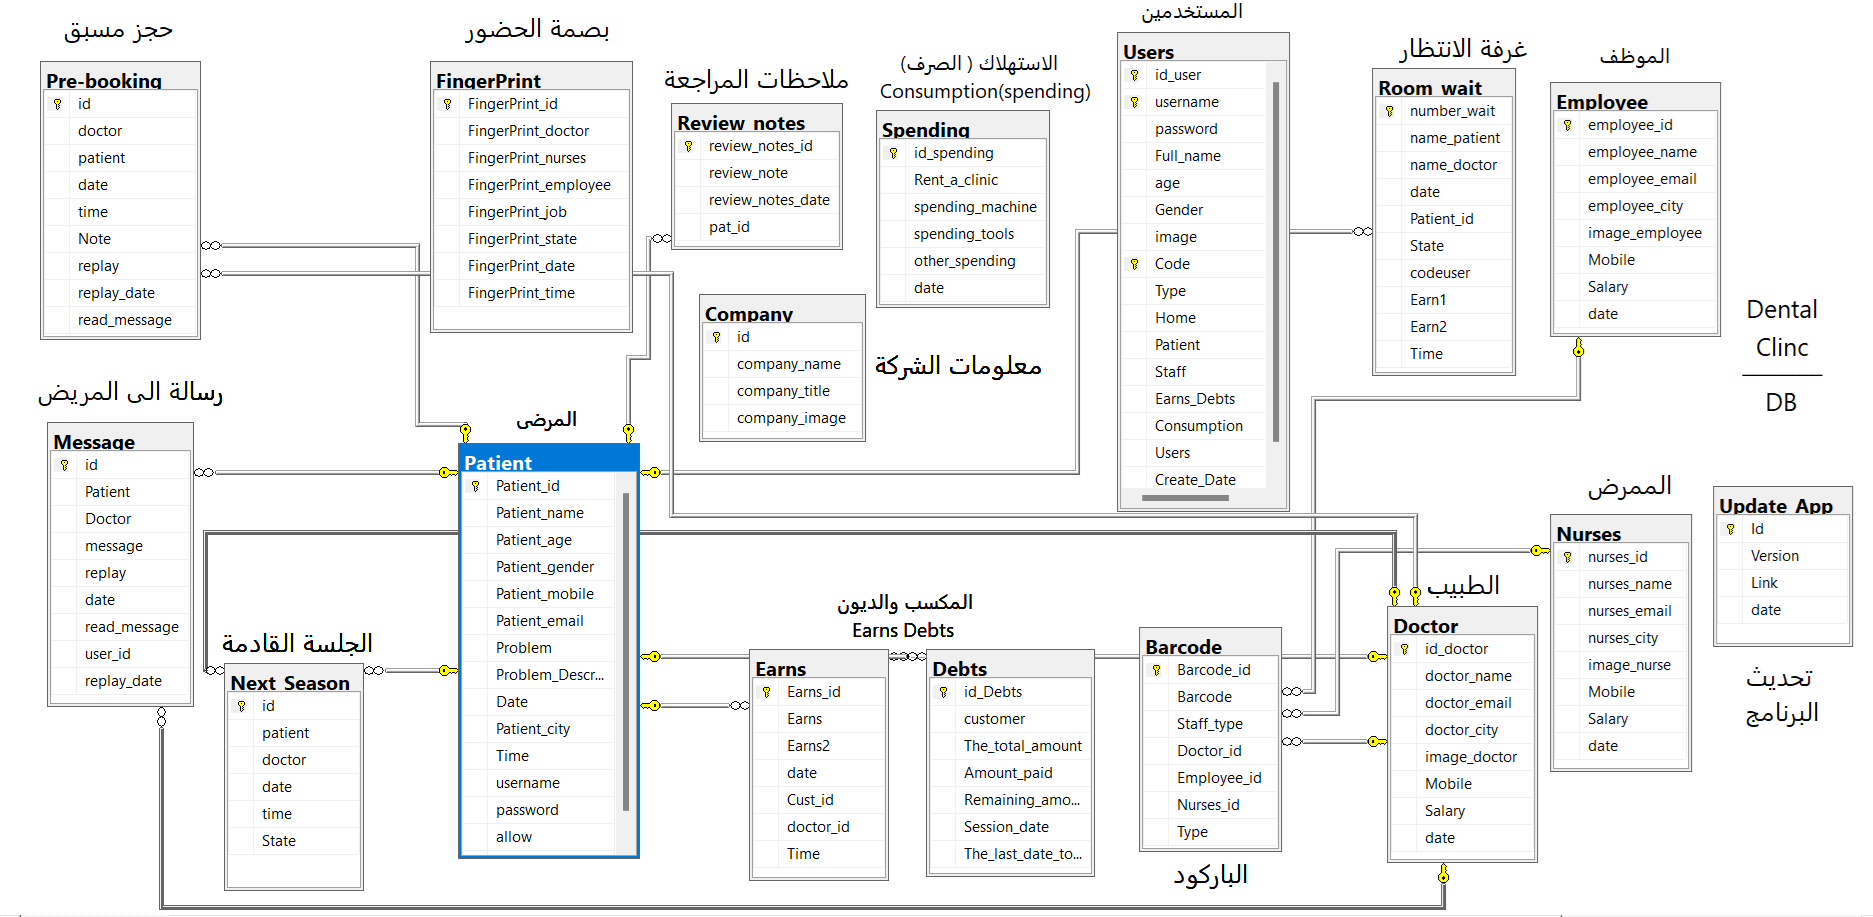 حجز مسبق
Pre-booking
id
doctor
patient
date
time
Note
replay
replay_date
read_message
بصمة الحضور
FingerPrint
FingerPrint_id
FingerPrint_doctor
FingerPrint_nurses
FingerPrint_employee
FingerPrint_job
FingerPrint_state
FingerPrint_date
FingerPrint_time
ملاحظات المراجعة
Review_notes
review_notes_id
review_note
review_notes_date
pat_id
الاستهلاك ( الصرف)
Consumption(spending)
Spending
id_spending
Rent_a_clinic
spending_machine
spending_tools
other_spending
date
المستخدمين
Users
id_user
username
password
Full_name
age
Gender
image
Code
Type
Home
Patient
Staff
Earns_Debts
Consumption
Users
Create_Date
غرفة الانتظار
Room_wait
number_wait
name_patient
name_doctor
date
Patient_id
State
codeuser
Earn1
Earn2
Time
الموظف
Employee
employee_id
employee_name
employee_email
employee_city
image_employee
Mobile
Salary
date
Dental
Clinc
DB
Company
id
company_name
company_title
company_image
معلومات الشركة
رسالة الى المريض
Message
id
Patient
Doctor
message
replay
date
read_message
user_id
replay_date
المرضى
Patient
Patient_id
Patient_name
Patient_age
Patient_gender
Patient_mobile
Patient_email
Problem
Problem_Descr...
Date
Patient_city
Time
username
password
allow
الجلسة القادمة
Next_Season
id
patient
doctor
date
time
State
المكسب والديون
Earns Debts
Earns
Earns_id
Earns
Earns2
date
Cust_id
doctor_id
Time
Debts
id_Debts
customer
The_total_amount
Amount_paid
Remaining_amo...
Session_date
The_last_date_to...
Barcode
Barcode_id
Barcode
Staff_type
Doctor_id
Employee_id
Nurses_id
Type
الباركود
الطبيب
Doctor
id_doctor
doctor_name
doctor_email
doctor_city
image_doctor
Mobile
Salary
date
الممرض
Nurses
nurses_id
nurses_name
nurses_email
nurses_city
image_nurse
Mobile
Salary
date
Update_App
Id
Version
Link
date
تحديث
البرنامج